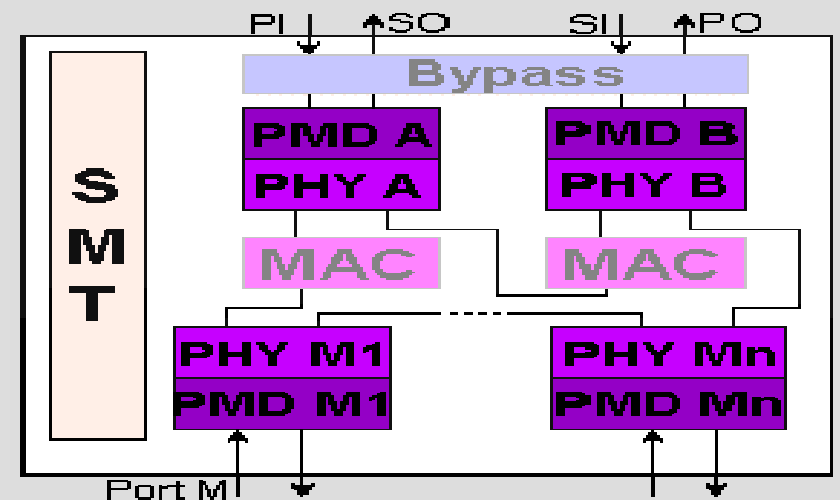 PI SO SI PO
Bypass
PMD A PMD B
PHY A PHY B
S
M
T
MAC MAC
PHY M1 PHY Mn
PMD M1 PMD Mn
Port M